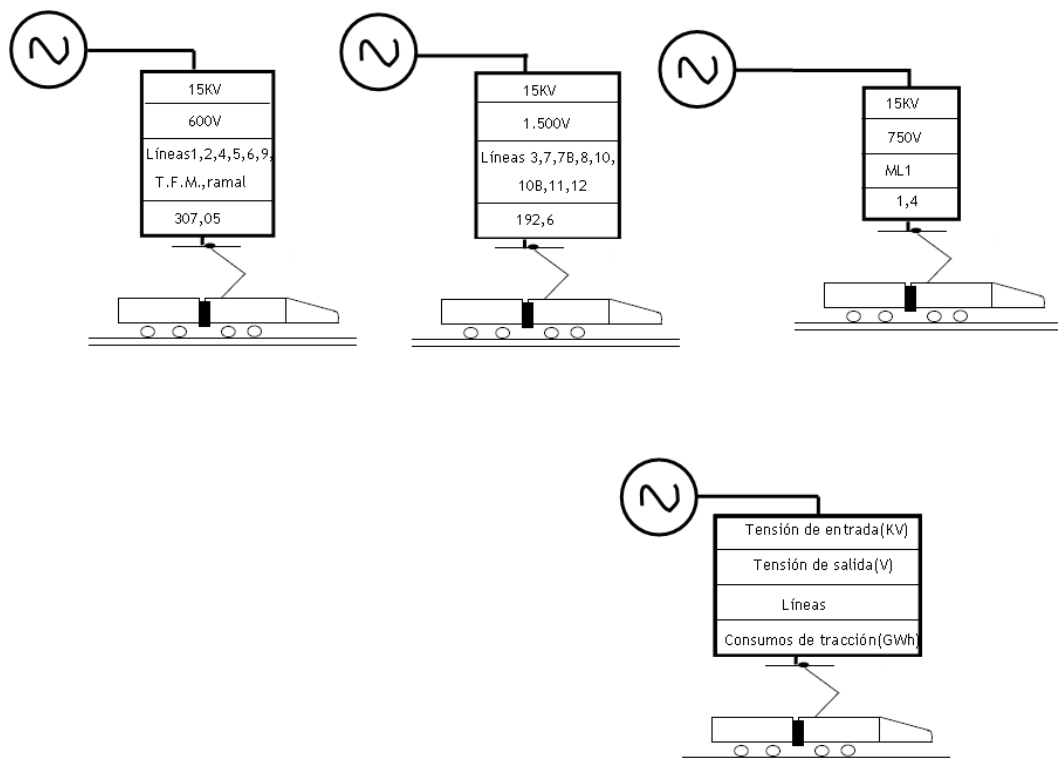 15KV
600V
Líneas1,2,4,5,6,9,
T.F.M.,ramal
307,05
15KV
1.500V
Líneas 3,7,7B,8,10,
10B,11,12
192,6
15KV
750V
ML1
1,4
Tensión de entrada(KV)
Tensión de salida(V)
Líneas
Consumos de tracción(GWh)